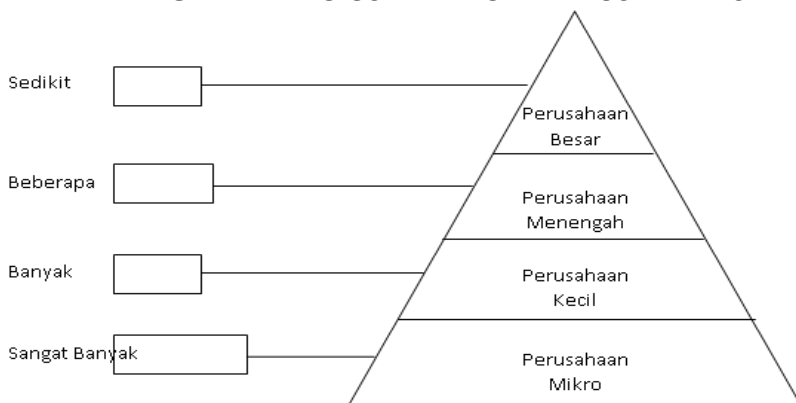 Sedikit
Perusahaan
Besar
Beberapa
Perusahaan
Menengah
Banyak
Perusahaan
Kecil
Sangat Banyak
Perusahaan
Mikro